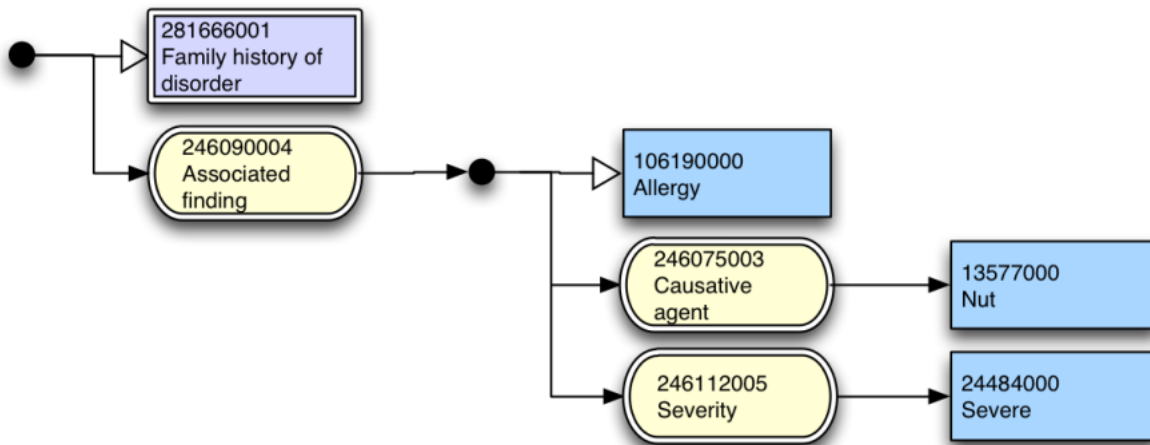 281666001
Family history of
disorder
246090004
Associated
finding
106190000
Allergy
246075003
Causative
agent
13577000
Nut
246112005
Severity
24484000
Severe